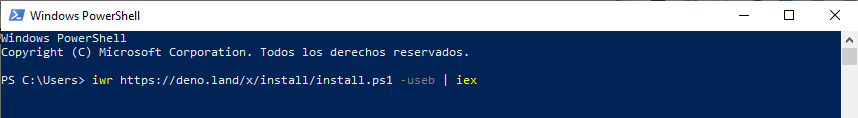 Windows PowerShell
Windows PowerShell
Copyright (C) Microsoft Corporation. Todos los derechos reservados.
PS C:\Users> iwr https://deno.land/x/install/install.ps1 -useb | iex